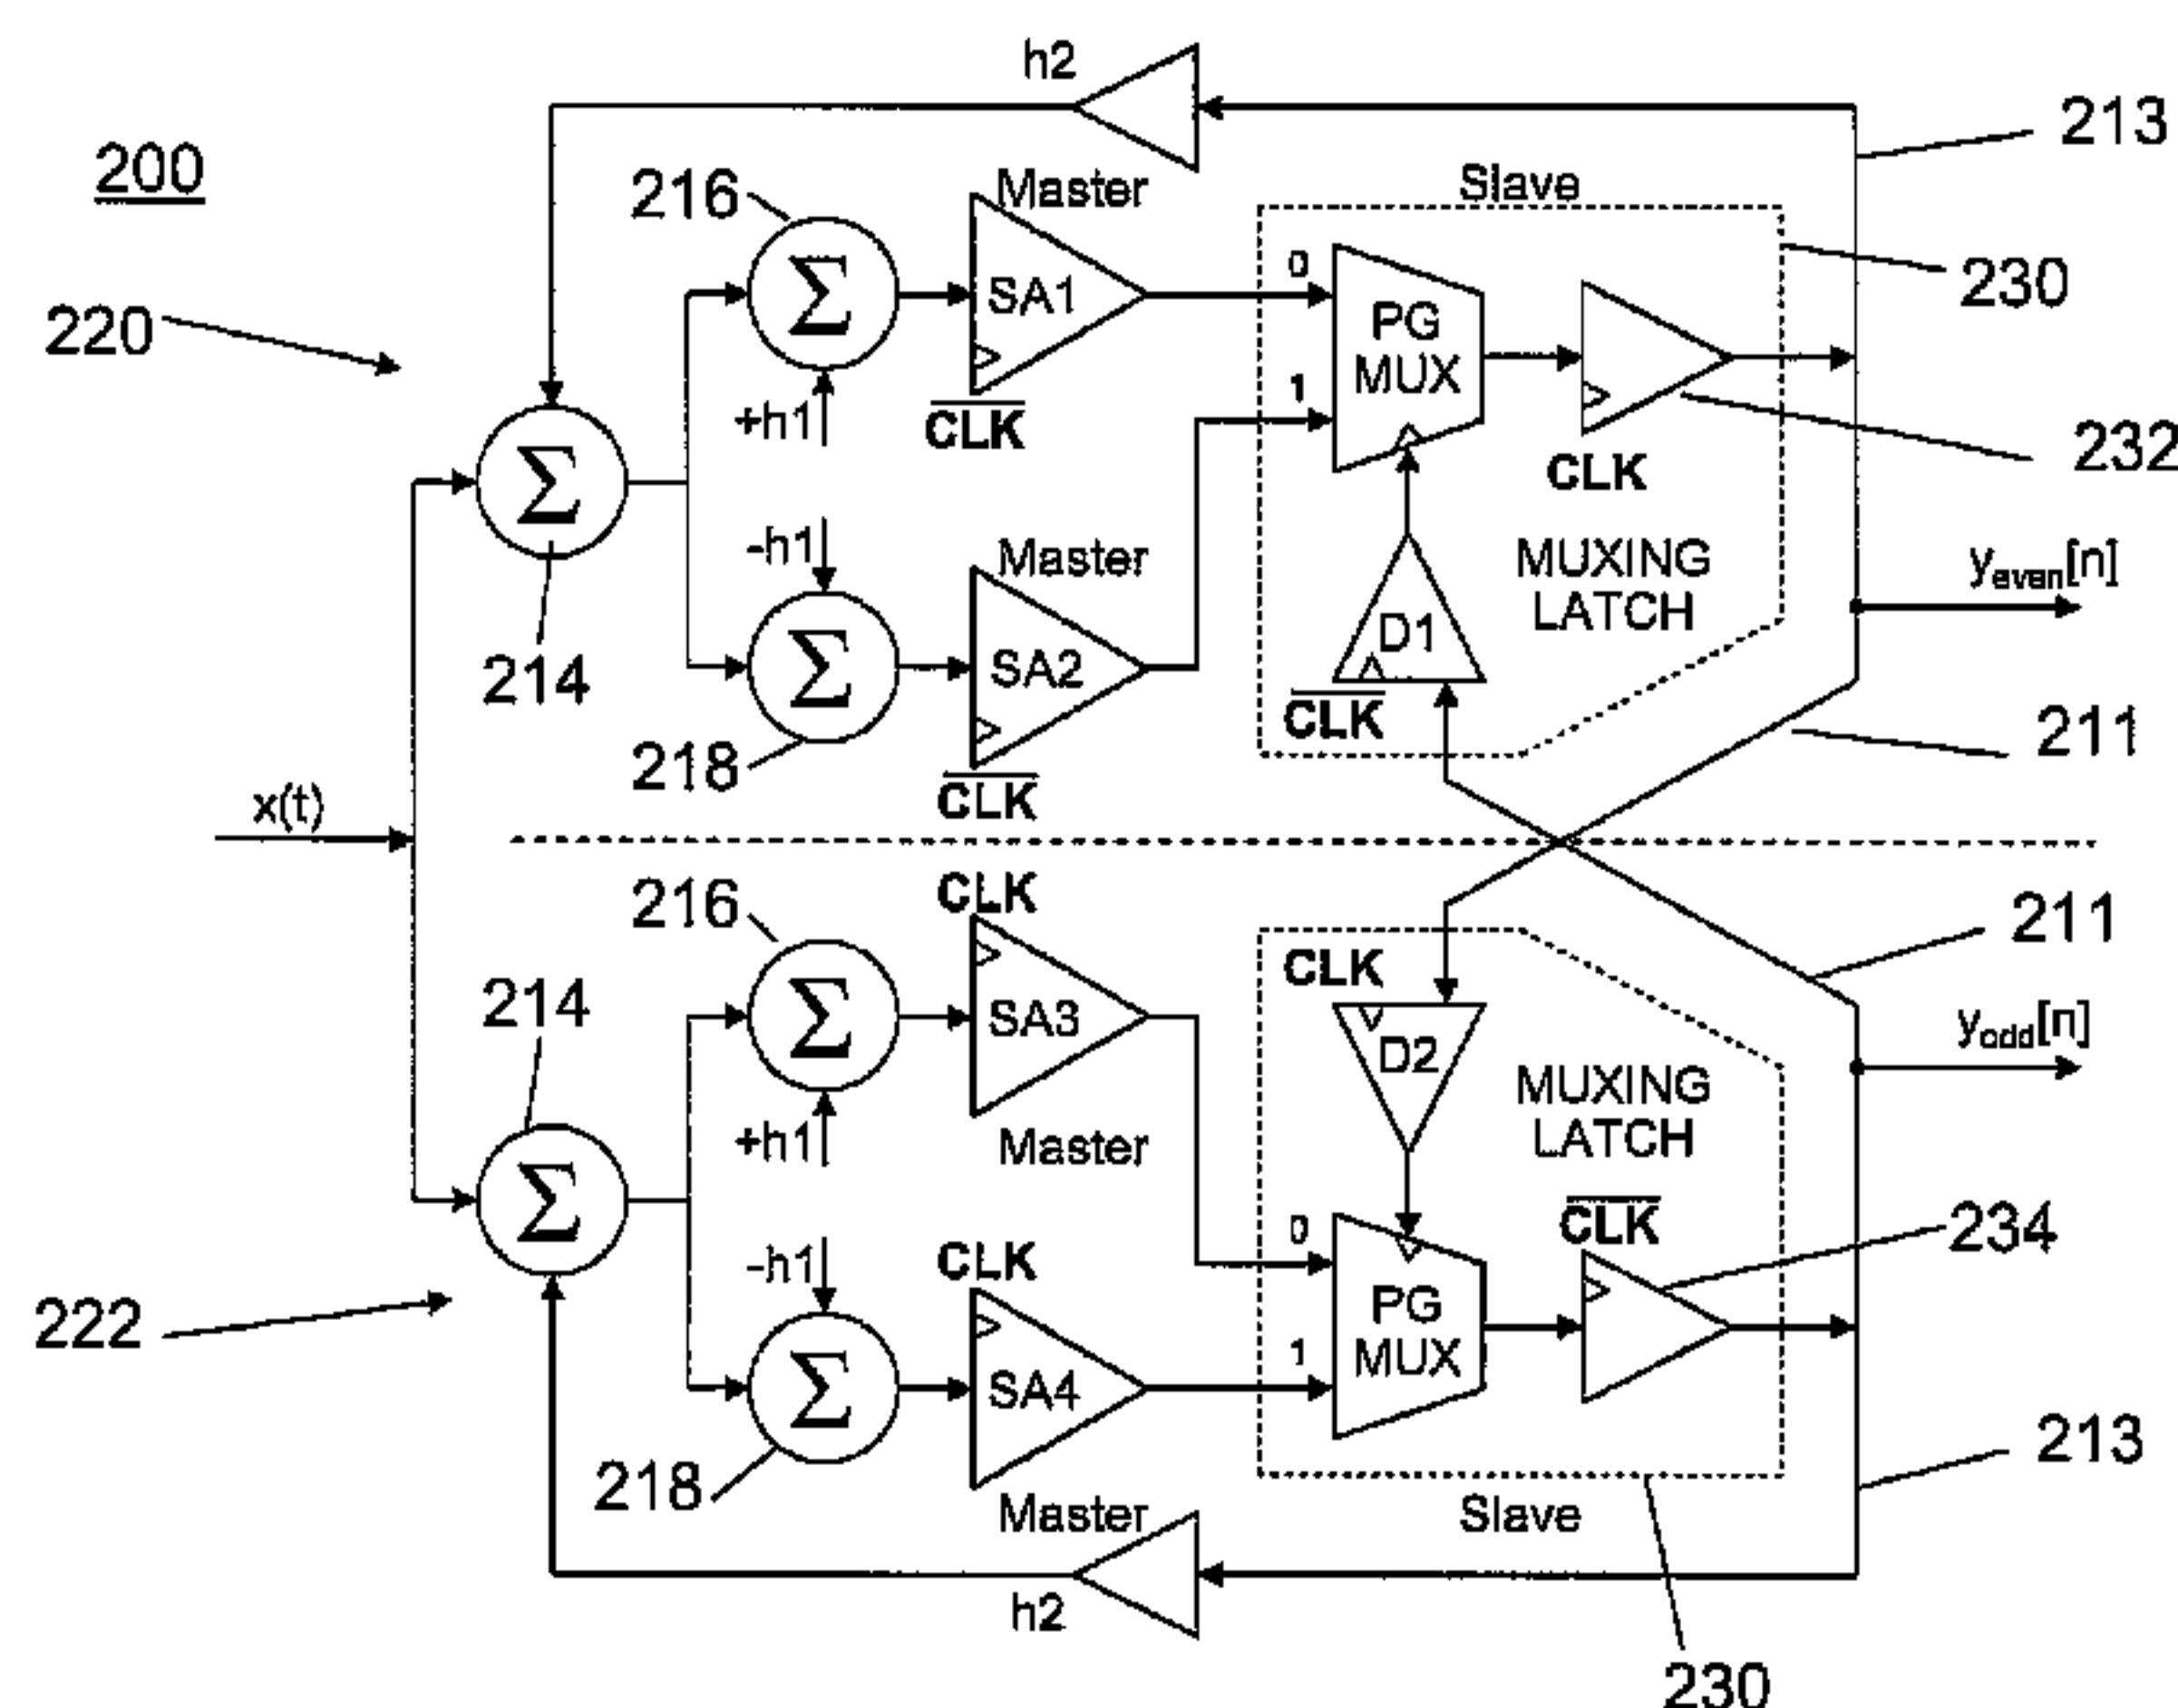 200
h2
213
216
Master
Slave
220
Σ
SA1
0
PG
MUX
230
+h1
CLK
1
CLK
232
Σ
214
-h1
Master
D1
MUXING
LATCH
yeven[n]
Σ
SA2
CLK
218
CLK
211
x(t)
216
CLK
CLK
211
214
Σ
SA3
D2
MUXING
LATCH
yodd[n]
+h1
Master
Σ
-h1
CLK
0
CLK
234
222
PG
MUX
1
Σ
SA4
218
Master
Slave
213
h2
230